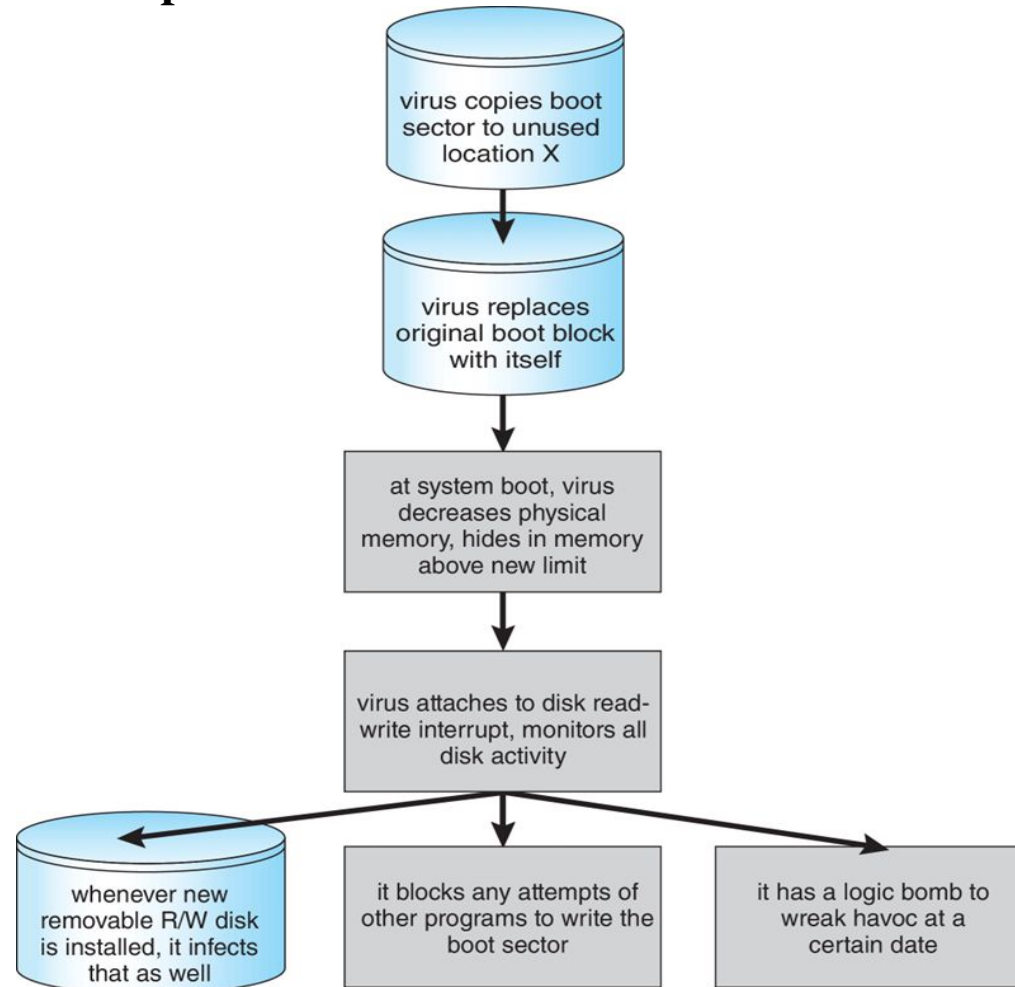 virus copies boot
sector to unused
location X
virus replaces
original boot block
with itself
at system boot, virus
decreases physical
memory, hides in memory
above new limit
virus attaches to disk read-
write interrupt, monitors all
disk activity
whenever new
removable R/W disk
is installed, it infects
that as well
it blocks any attempts of
other programs to write the
boot sector
it has a logic bomb to
wreak havoc at a
certain date